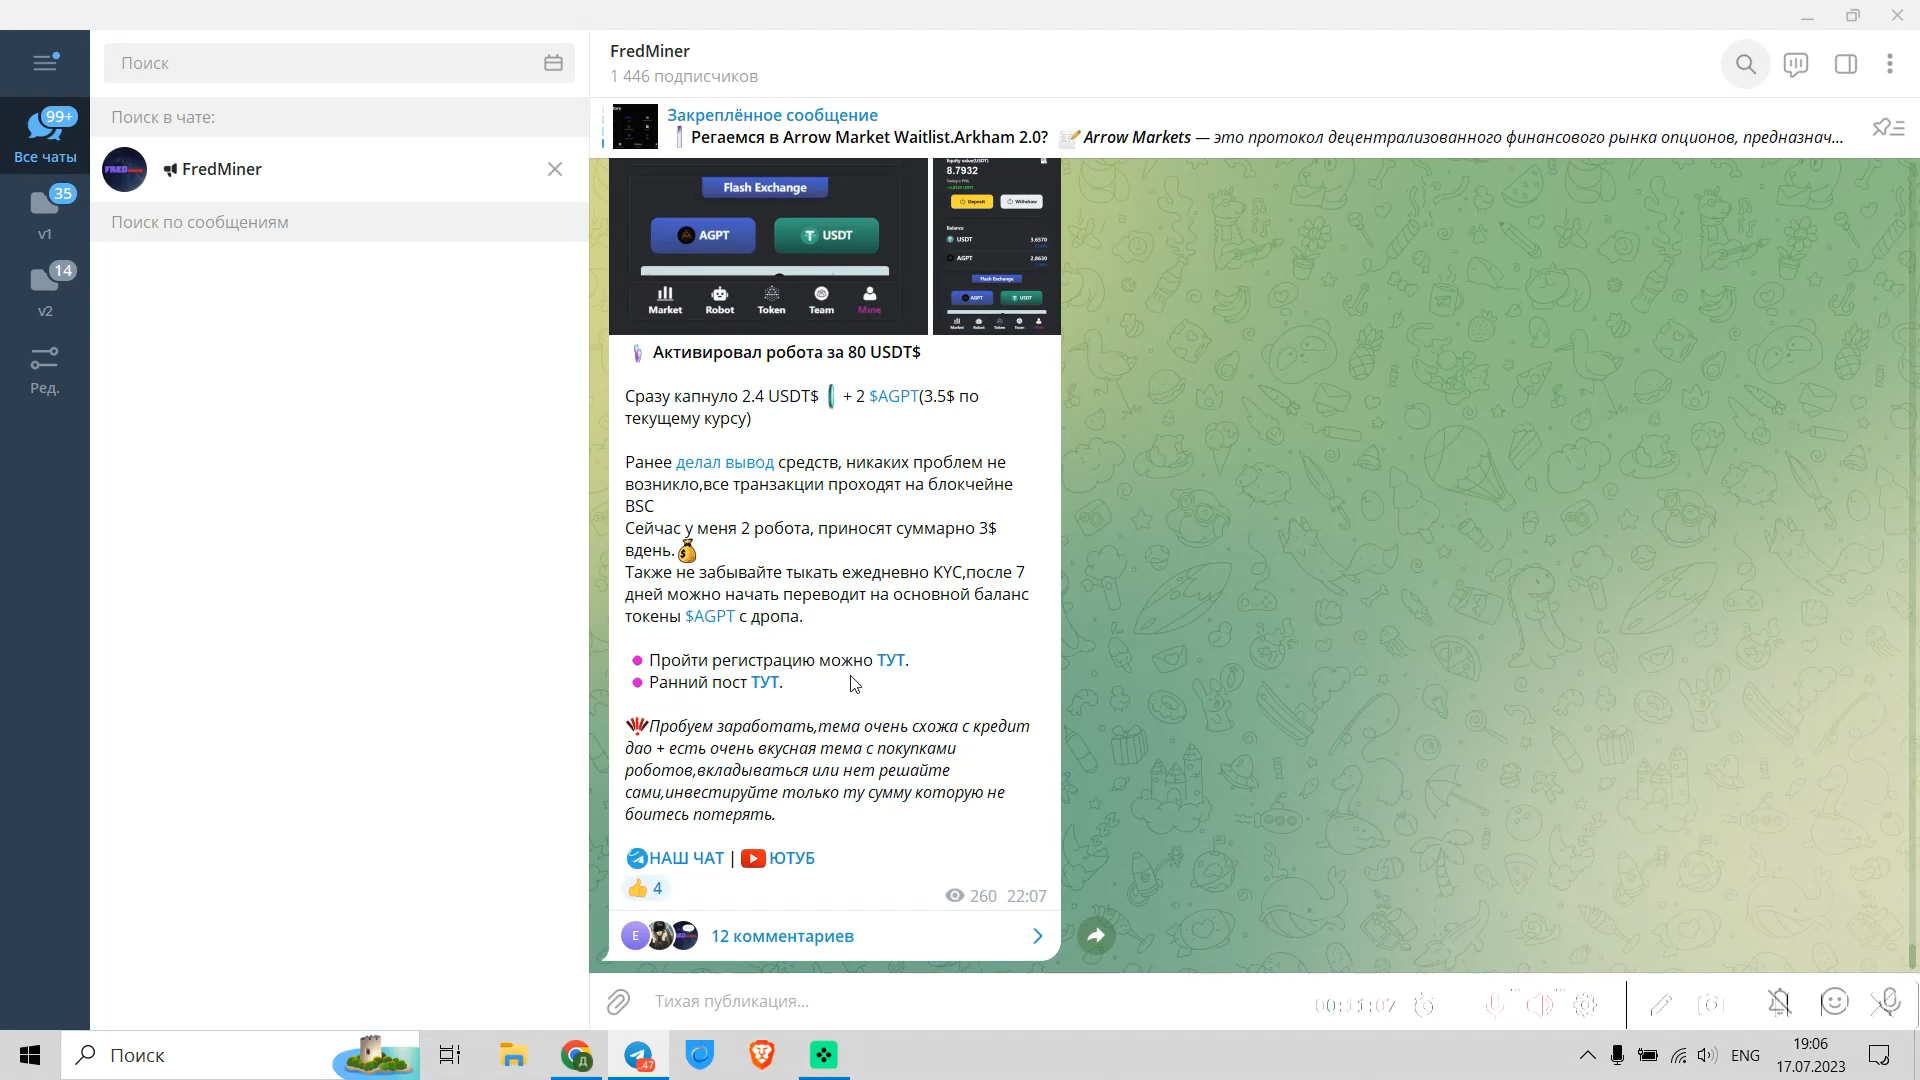 Поиск
FredMiner
1 446 подписчиков
99+
Все чаты
35
v1
14
v2
Ред.
Поиск в чате:
FredMiner
Поиск по сообщениям
Закреплённое сообщение
Регаемся в Arrow Market Waitlist.Arkham 2.0? Arrow Markets — это протокол децентрализованного финансового рынка опционов, предназнач...
Flash Exchange
AGPT USDT
Market Robot Token Team Mine
Equity value(USDT)
8.7932
Deposit Withdraw
Balance
USDT 3.6570
AGPT 2.8630
Flash Exchange
AGPT USDT
Market Robot Token Team Mine
Активировал робота за 80 USDT$
Сразу капнуло 2.4 USDT$ + 2 $AGPT(3.5$ по
текущему курсу)
Ранее делал вывод средств, никаких проблем не
возникло,все транзакции проходят на блокчейне
BSC
Сейчас у меня 2 робота, приносят суммарно 3$
вдень.
Также не забывайте тыкать ежедневно KYC,после 7
дней можно начать переводит на основной баланс
токены $AGPT с дропа.
Пройти регистрацию можно ТУТ.
Ранний пост ТУТ.
Пробуем заработать,тема очень схожа с кредит
дао + есть очень вкусная тема с покупками
роботов,вкладываться или нет решайте
сами,инвестируйте только ту сумму которую не
боитесь потерять.
НАШ ЧАТ | ЮТУБ
4
260 22:07
E
12 комментариев
Тихая публикация...
00:11:07
Поиск
47
ENG
19:06
17.07.2023